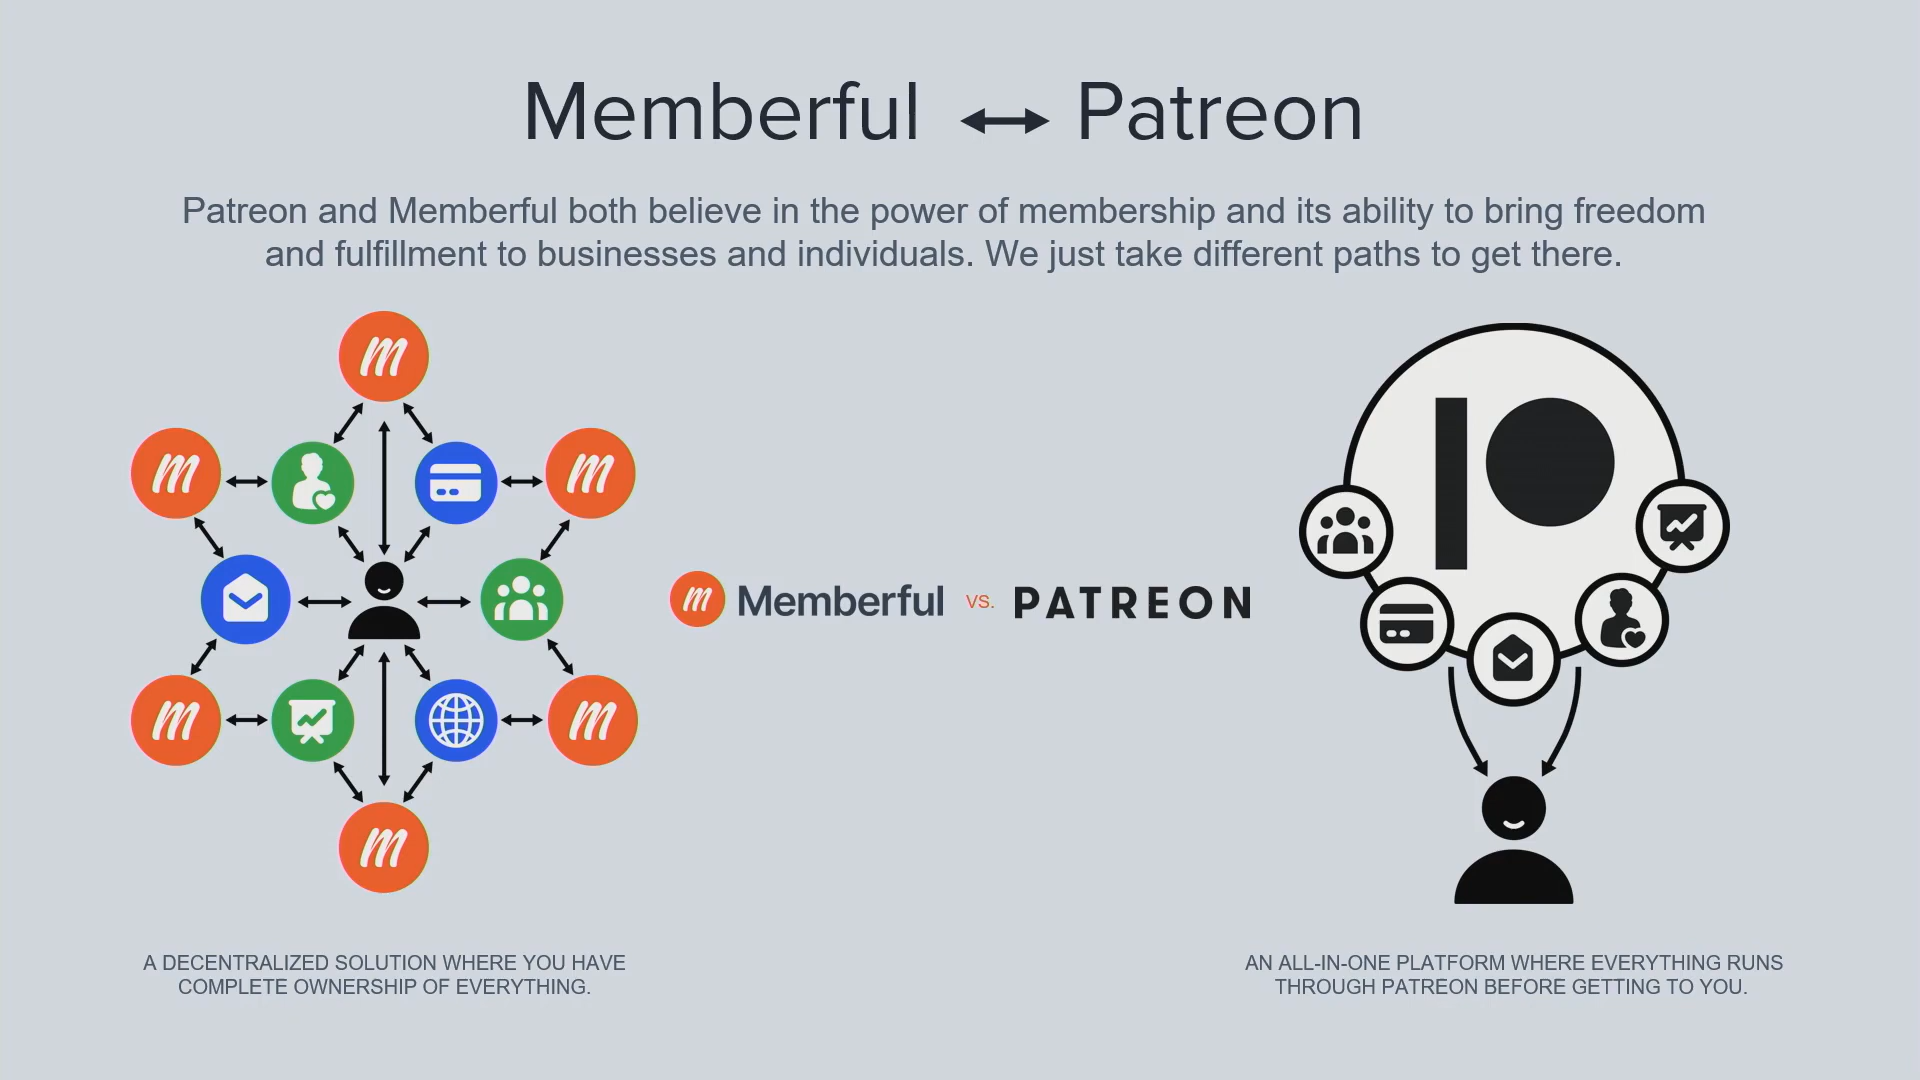 Memberful ↔ Patreon
Patreon and Memberful both believe in the power of membership and its ability to bring freedom
and fulfillment to businesses and individuals. We just take different paths to get there.
m
m
m
m Memberful vs. PATREON
m
m
m
A DECENTRALIZED SOLUTION WHERE YOU HAVE
COMPLETE OWNERSHIP OF EVERYTHING.
AN ALL-IN-ONE PLATFORM WHERE EVERYTHING RUNS
THROUGH PATREON BEFORE GETTING TO YOU.